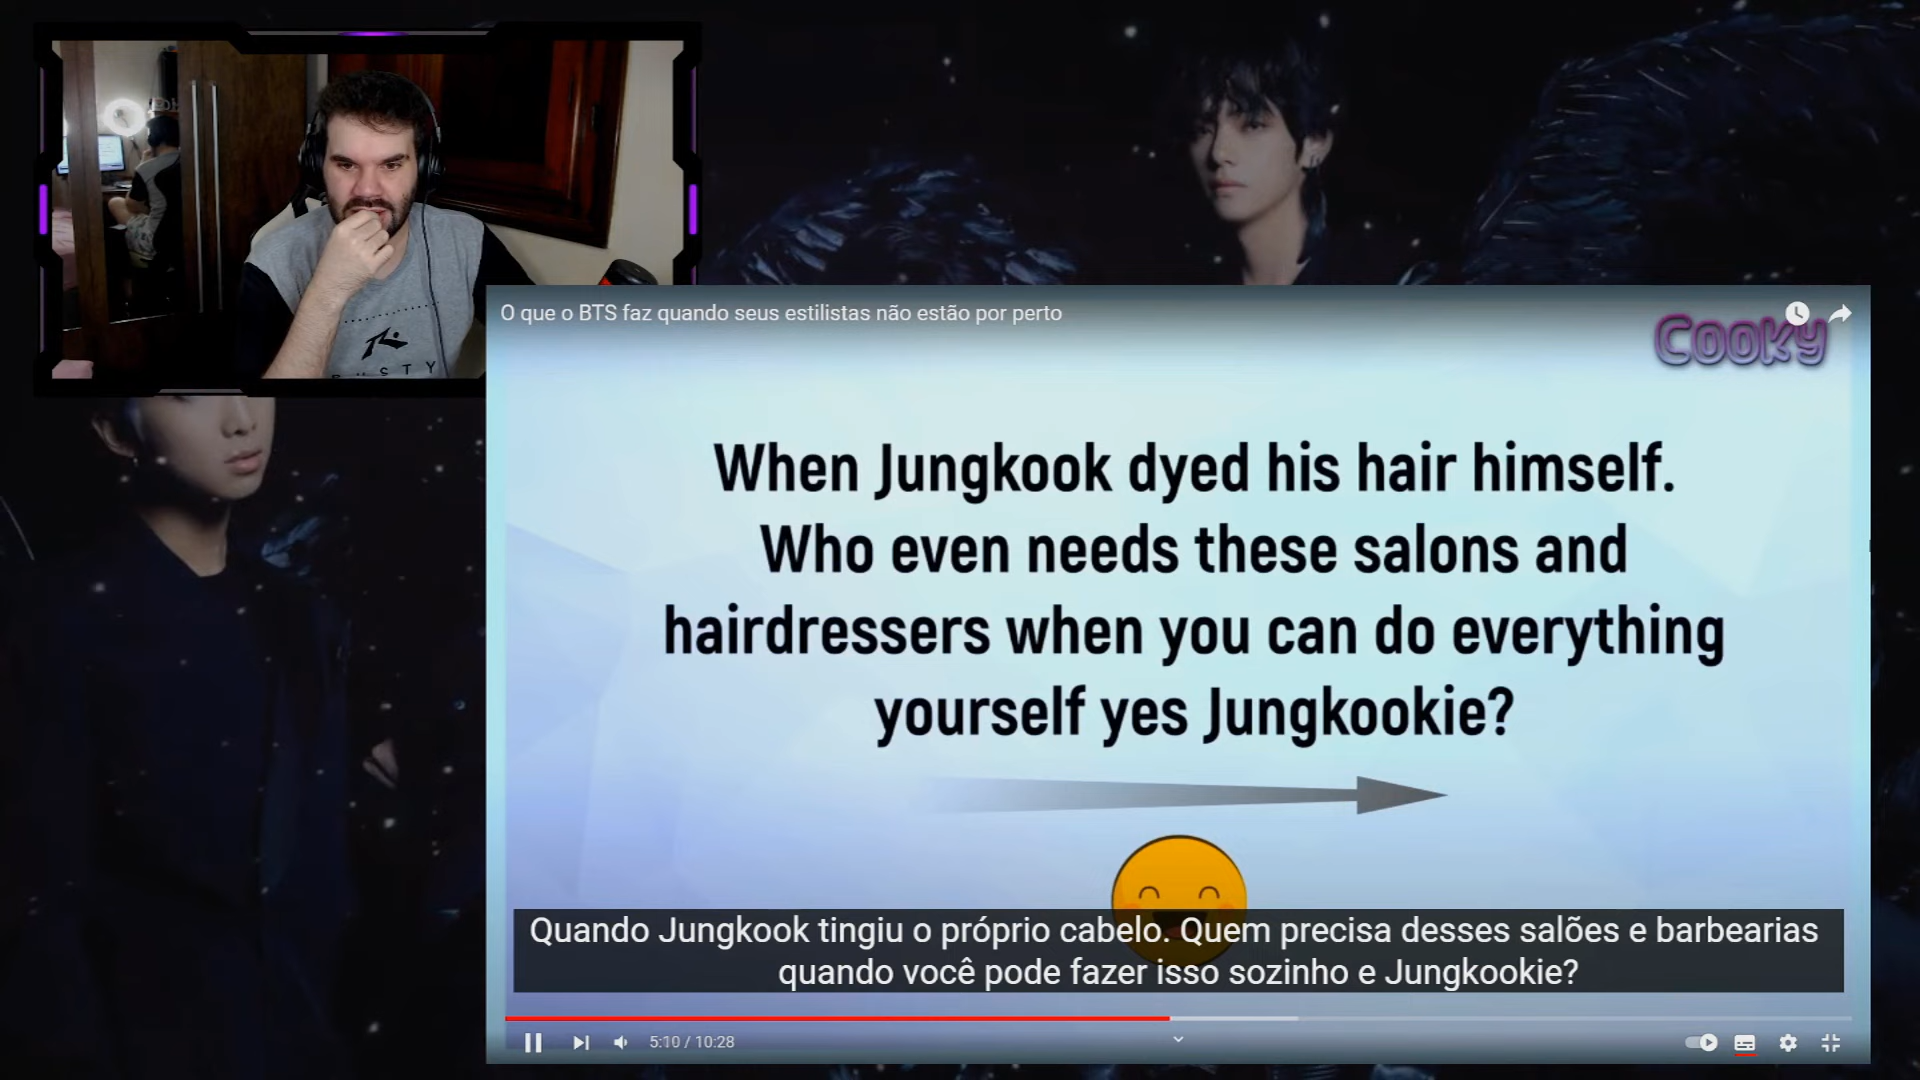 O que o BTS faz quando seus estilistas não estão por perto
Cooky
When Jungkook dyed his hair himself.
Who even needs these salons and
hairdressers when you can do everything
yourself yes Jungkookie?
Quando Jungkook tingiu o próprio cabelo. Quem precisa desses salões e barbearias
quando você pode fazer isso sozinho e Jungkookie?
5:10 / 10:28